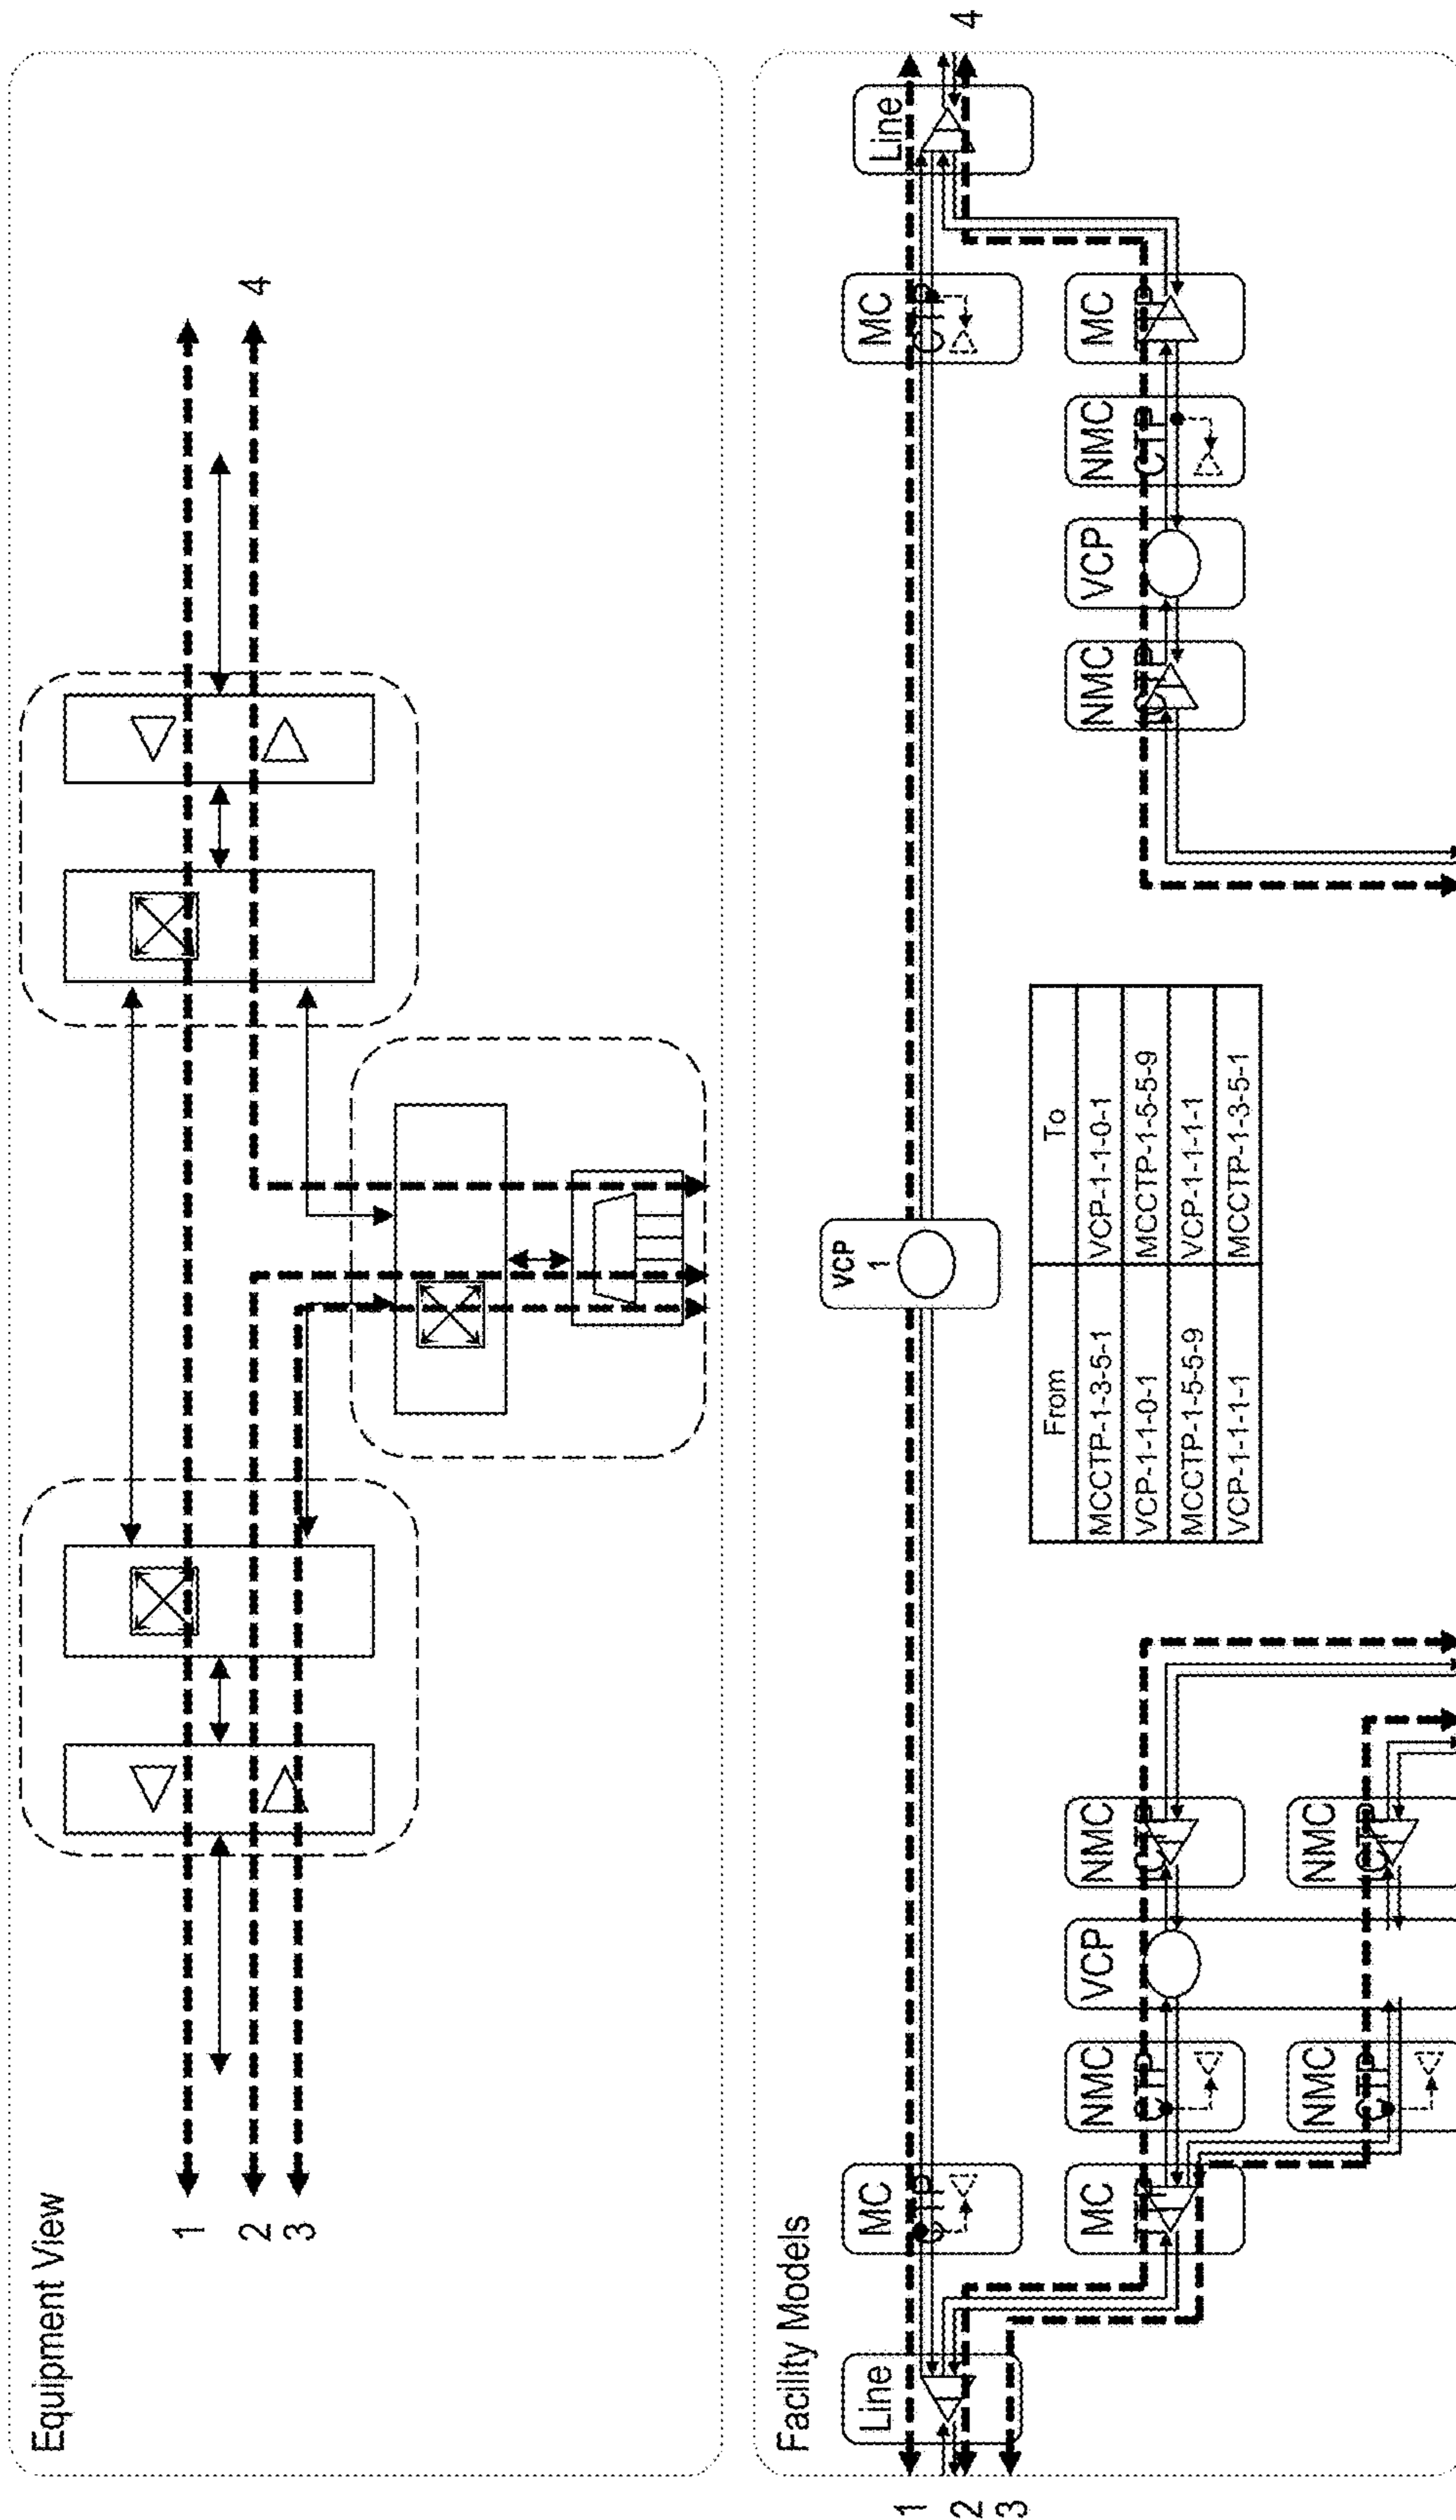 Equipment View
1
2
3
4
Facility Models
1
2
3
4
Line
MC
CTP
VCP
1
MC
CTP
Line
MC
NMC
CTP
VCP
NMC
From To
MCCTP-1-3-5-1 VCP-1-1-0-1
VCP-1-1-0-1 MCCTP-1-5-5-9
MCCTP-1-5-5-9 VCP-1-1-1-1
VCP-1-1-1-1 MCCTP-1-3-5-1
NMC
VCP
NMC
CTP
MC
NMC
CTP
NMC